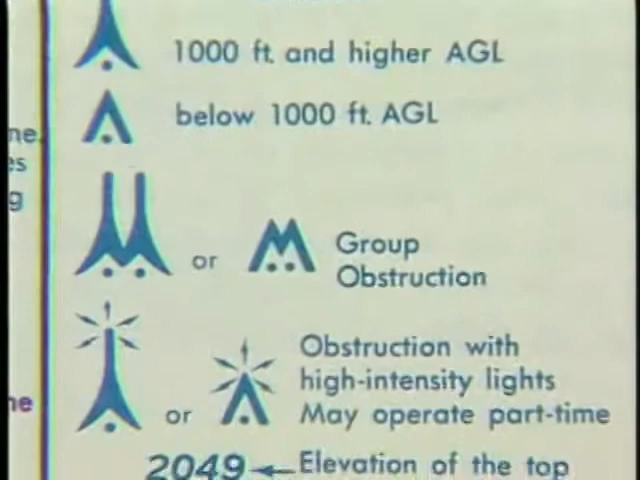 1000 ft. and higher AGL
below 1000 ft. AGL
or
Group
Obstruction
Obstruction with
high-intensity lights
or
May operate part-time
2049
Elevation of the top